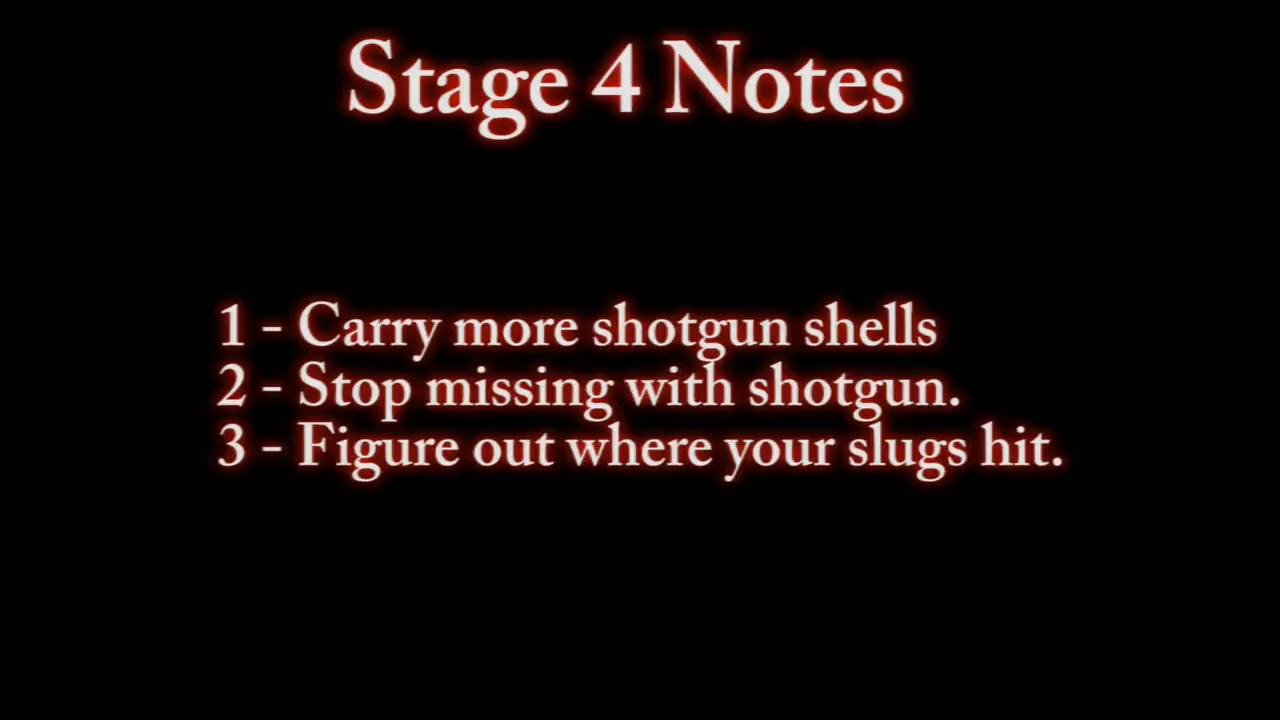 Stage 4 Notes
1 - Carry more shotgun shells
2 - Stop missing with shotgun.
3 - Figure out where your slugs hit.